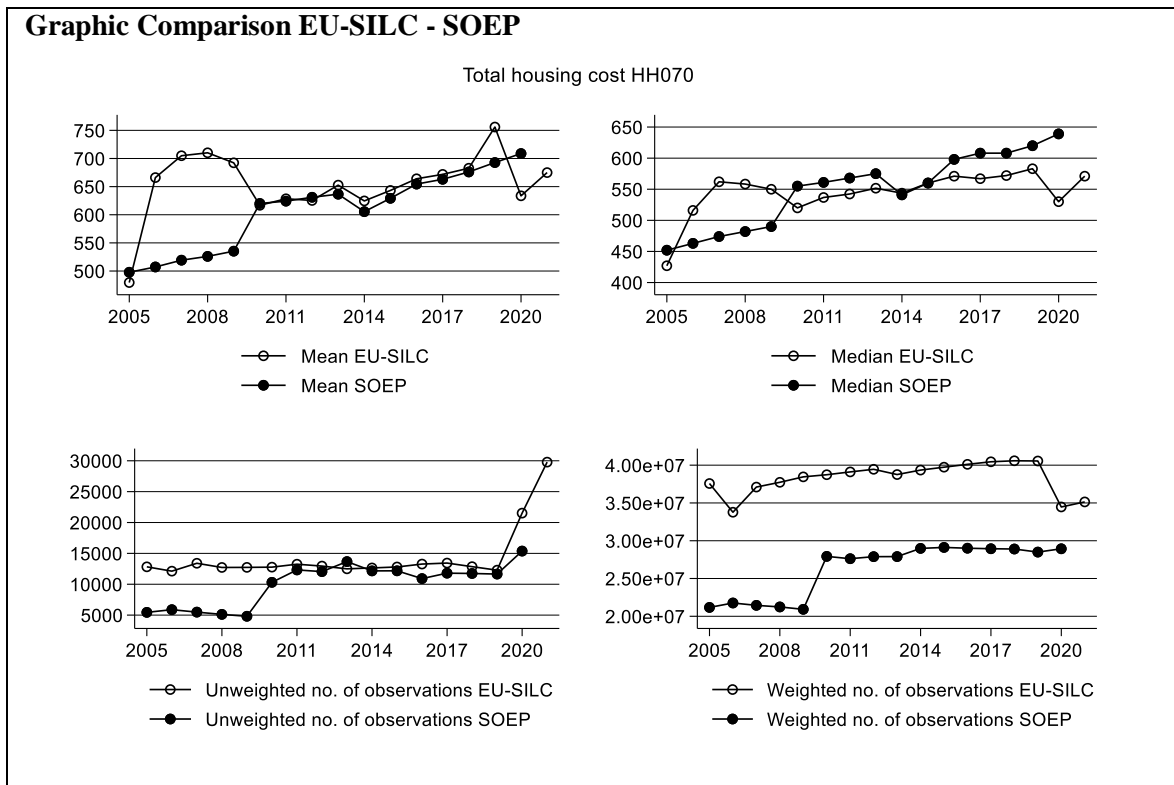 Graphic Comparison EU-SILC - SOEP
Total housing cost HH070
750
700
650
600
550
500
2005 2008 2011 2014 2017 2020
Mean EU-SILC
Mean SOEP
650
600
550
500
450
400
2005 2008 2011 2014 2017 2020
Median EU-SILC
Median SOEP
30000
25000
20000
15000
10000
5000
2005 2008 2011 2014 2017 2020
Unweighted no. of observations EU-SILC
Unweighted no. of observations SOEP
4.00e+07
3.50e+07
3.00e+07
2.50e+07
2.00e+07
2005 2008 2011 2014 2017 2020
Weighted no. of observations EU-SILC
Weighted no. of observations SOEP